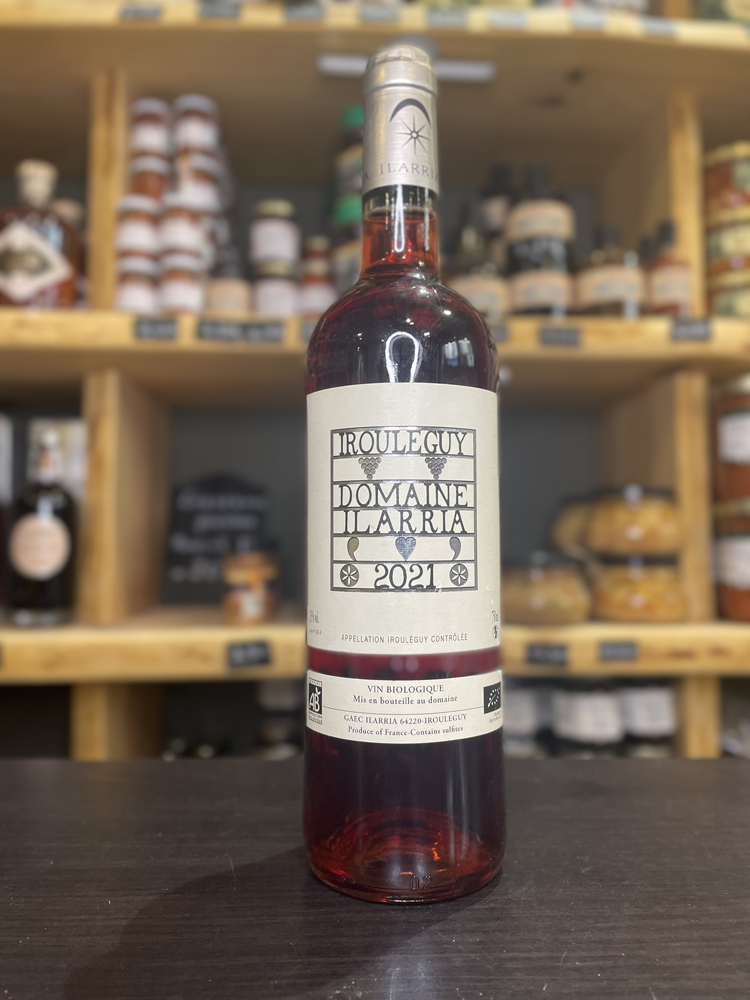 ILARRIA
IROULEGUY
DOMAINE
ILARRIA
2021
APPELLATION IROULÉGUY CONTRÔLÉE
AB
VIN BIOLOGIQUE
Mis en bouteille au domaine
GAEC ILARRIA 64220-IROULEGUY
Produce of France-Contains sulfites